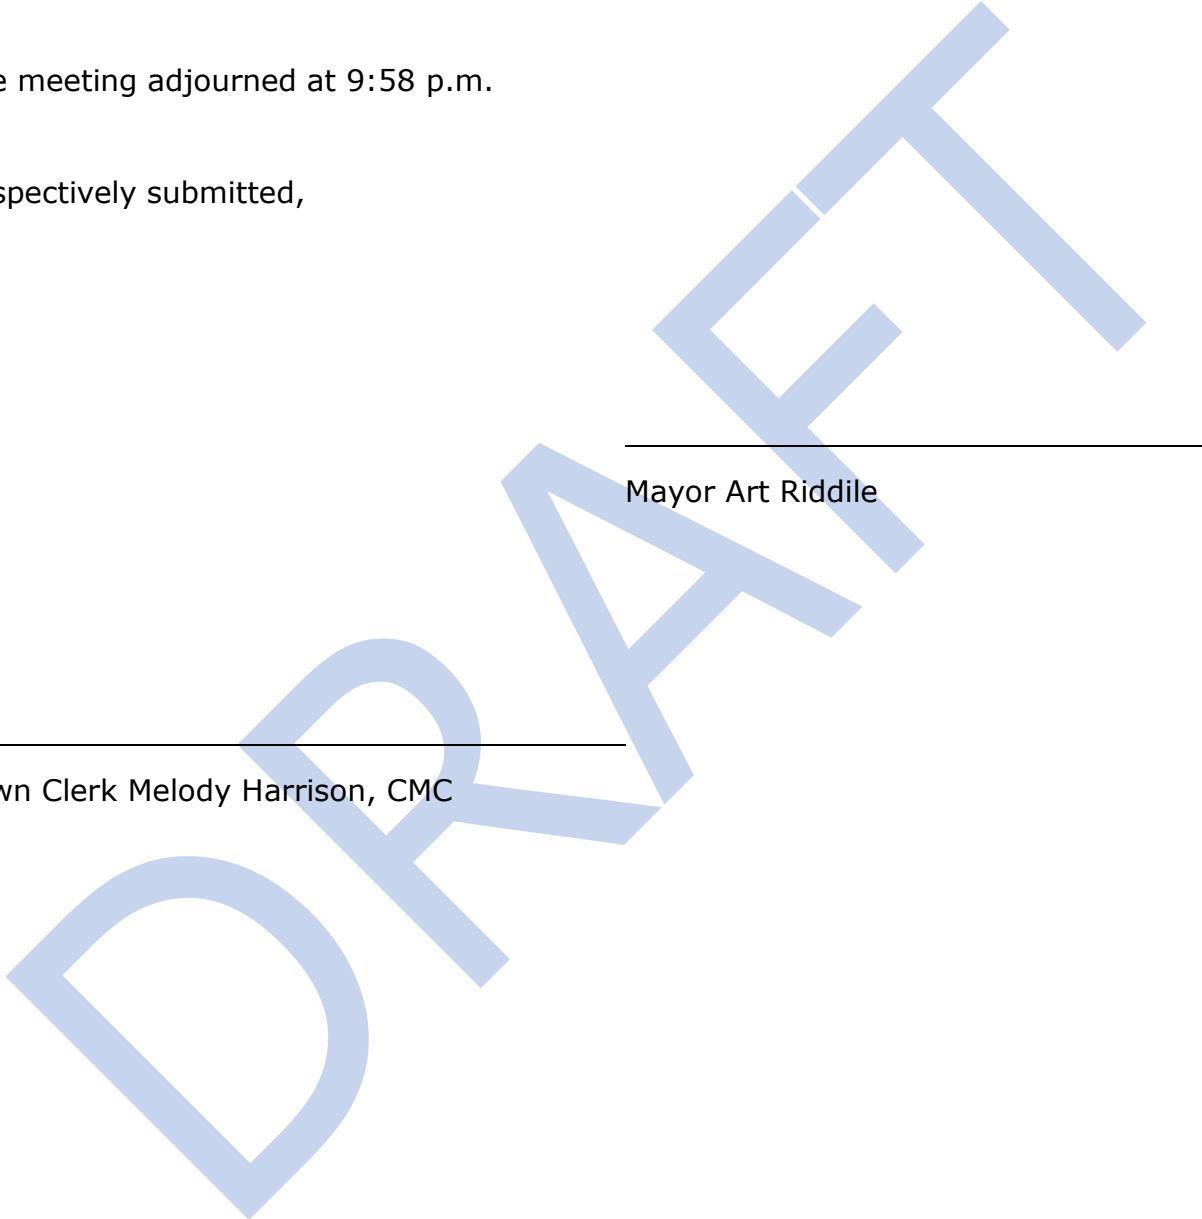 e meeting adjourned at 9:58 p.m.
spectively submitted,
Mayor Art Riddile
wn Clerk Melody Harrison, CMC
DRAFT